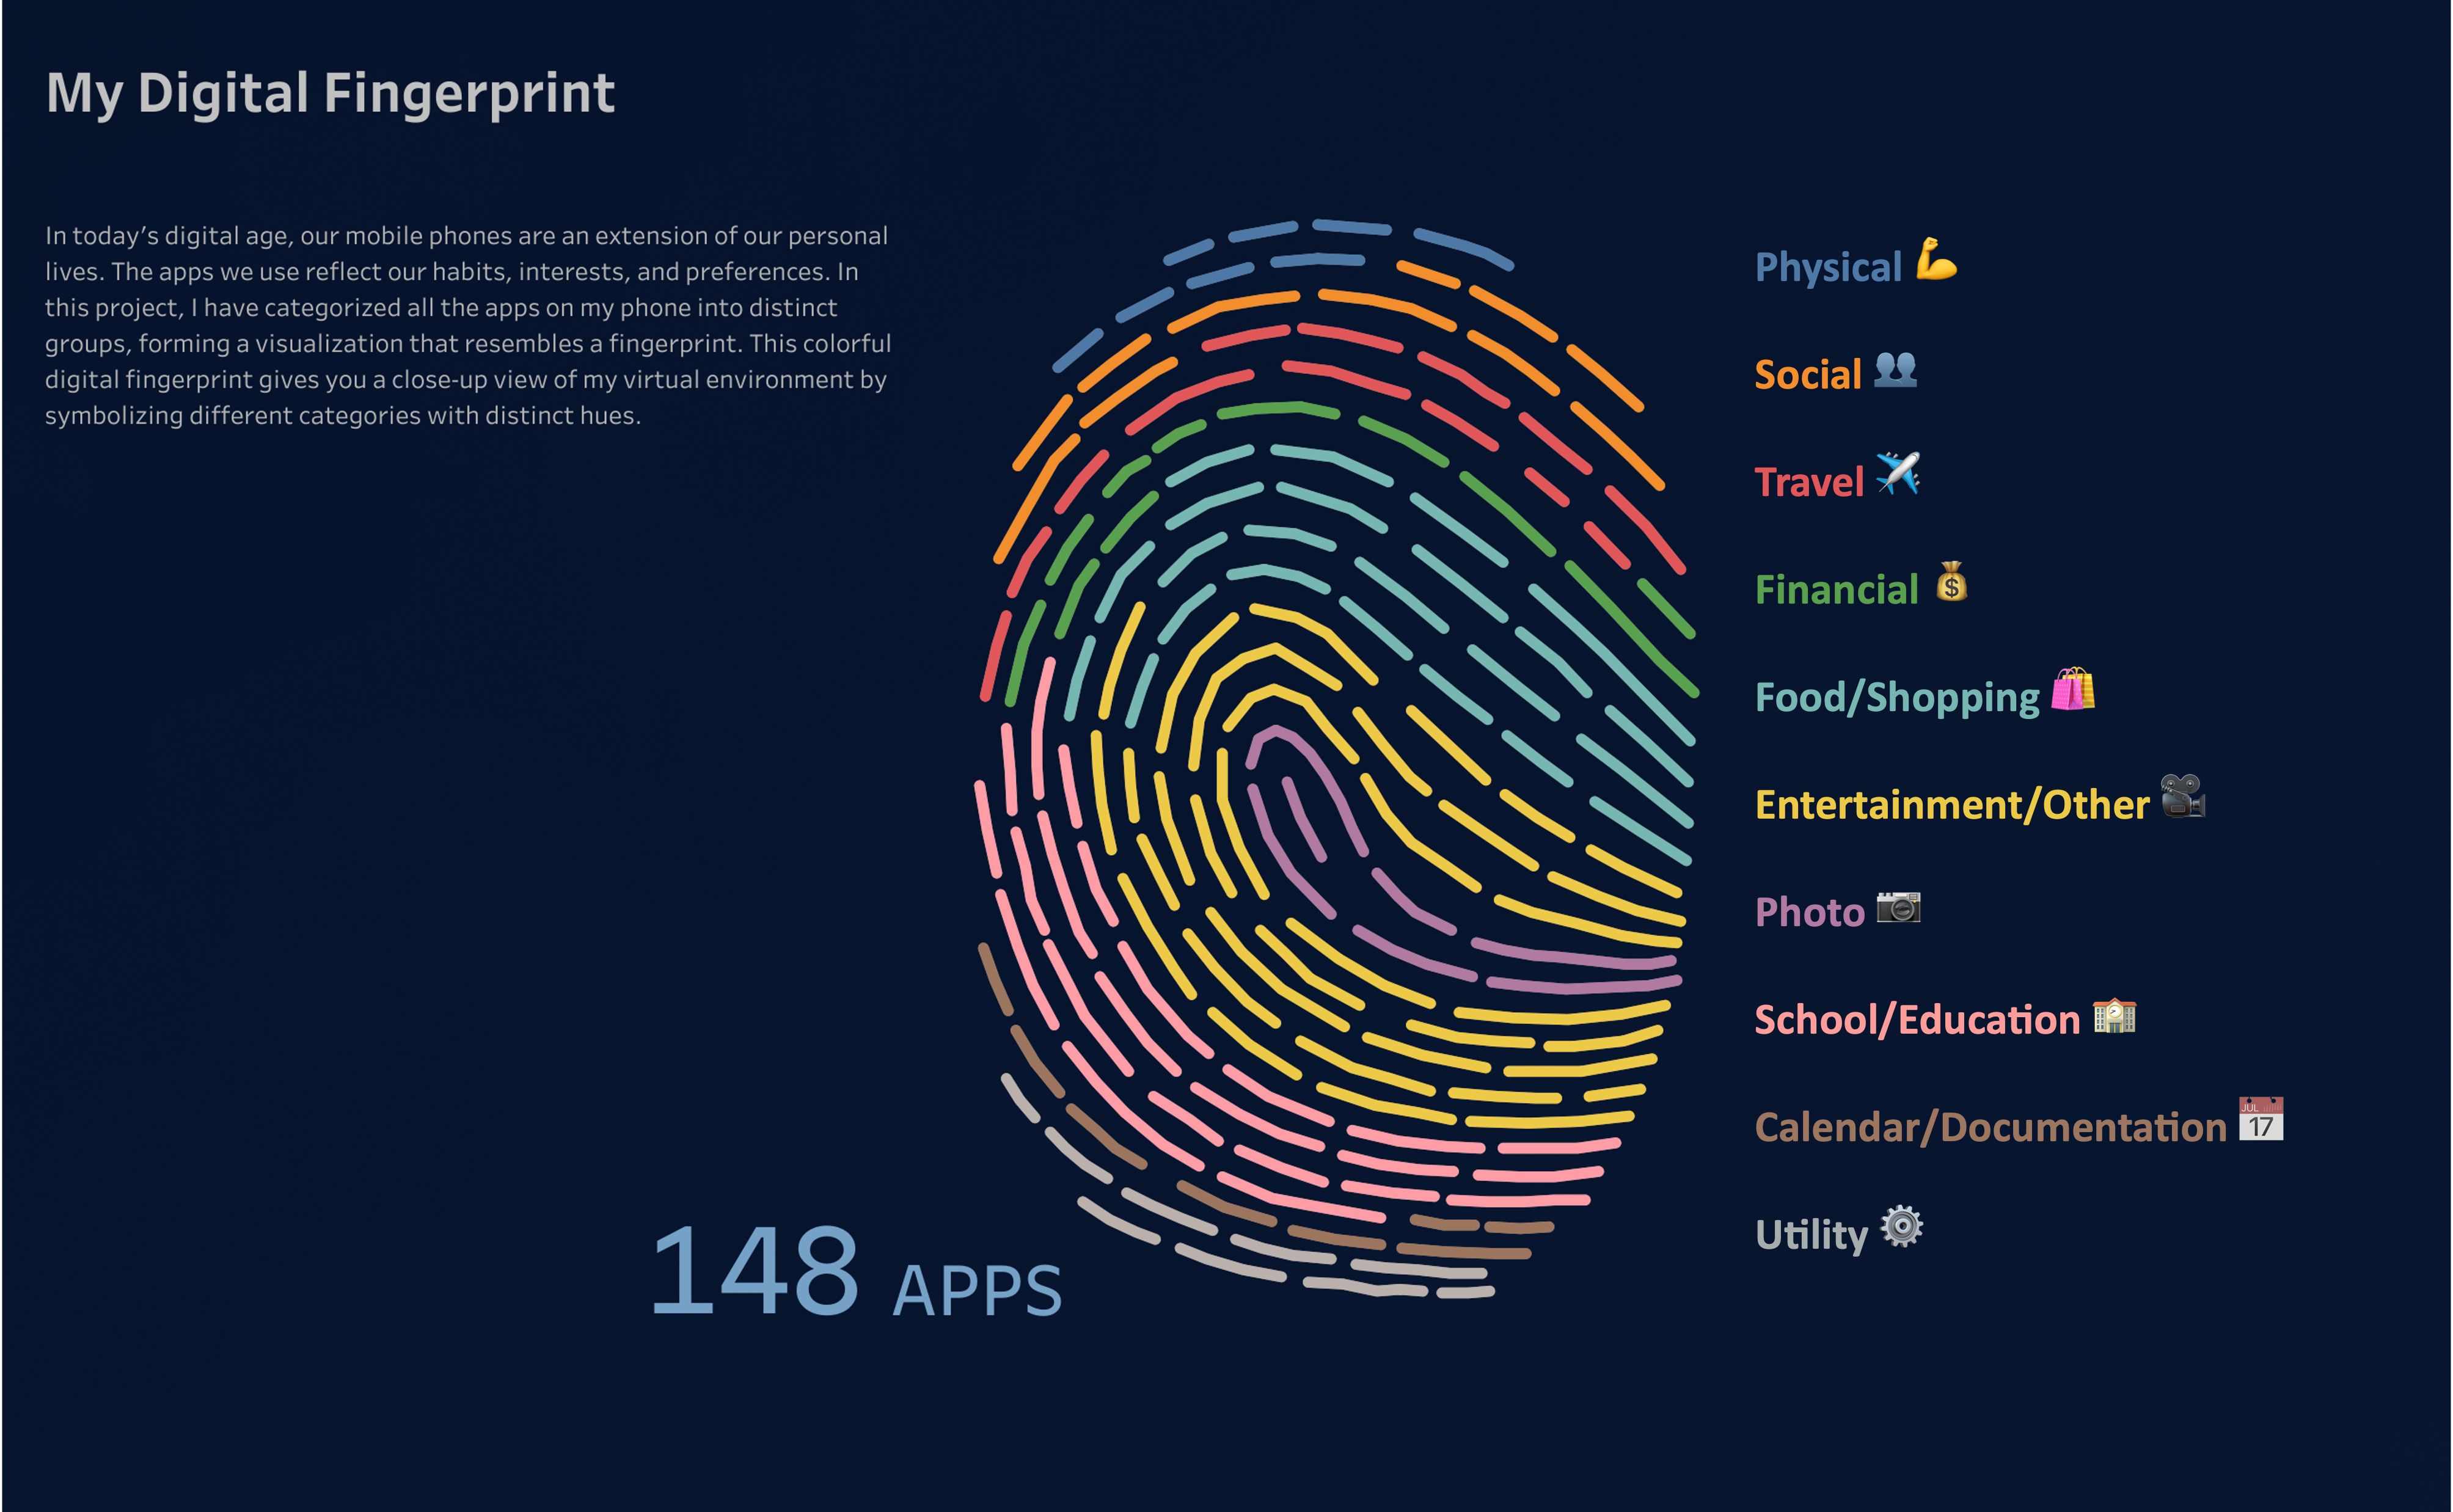 My Digital Fingerprint
In today's digital age, our mobile phones are an extension of our personal
lives. The apps we use reflect our habits, interests, and preferences. In
this project, I have categorized all the apps on my phone into distinct
groups, forming a visualization that resembles a fingerprint. This colorful
digital fingerprint gives you a close-up view of my virtual environment by
symbolizing different categories with distinct hues.
Physical
Social
Travel
Financial
Food/Shopping
Entertainment/Other
Photo
School/Education
Calendar/Documentation
JUL
17
Utility
148 APPS